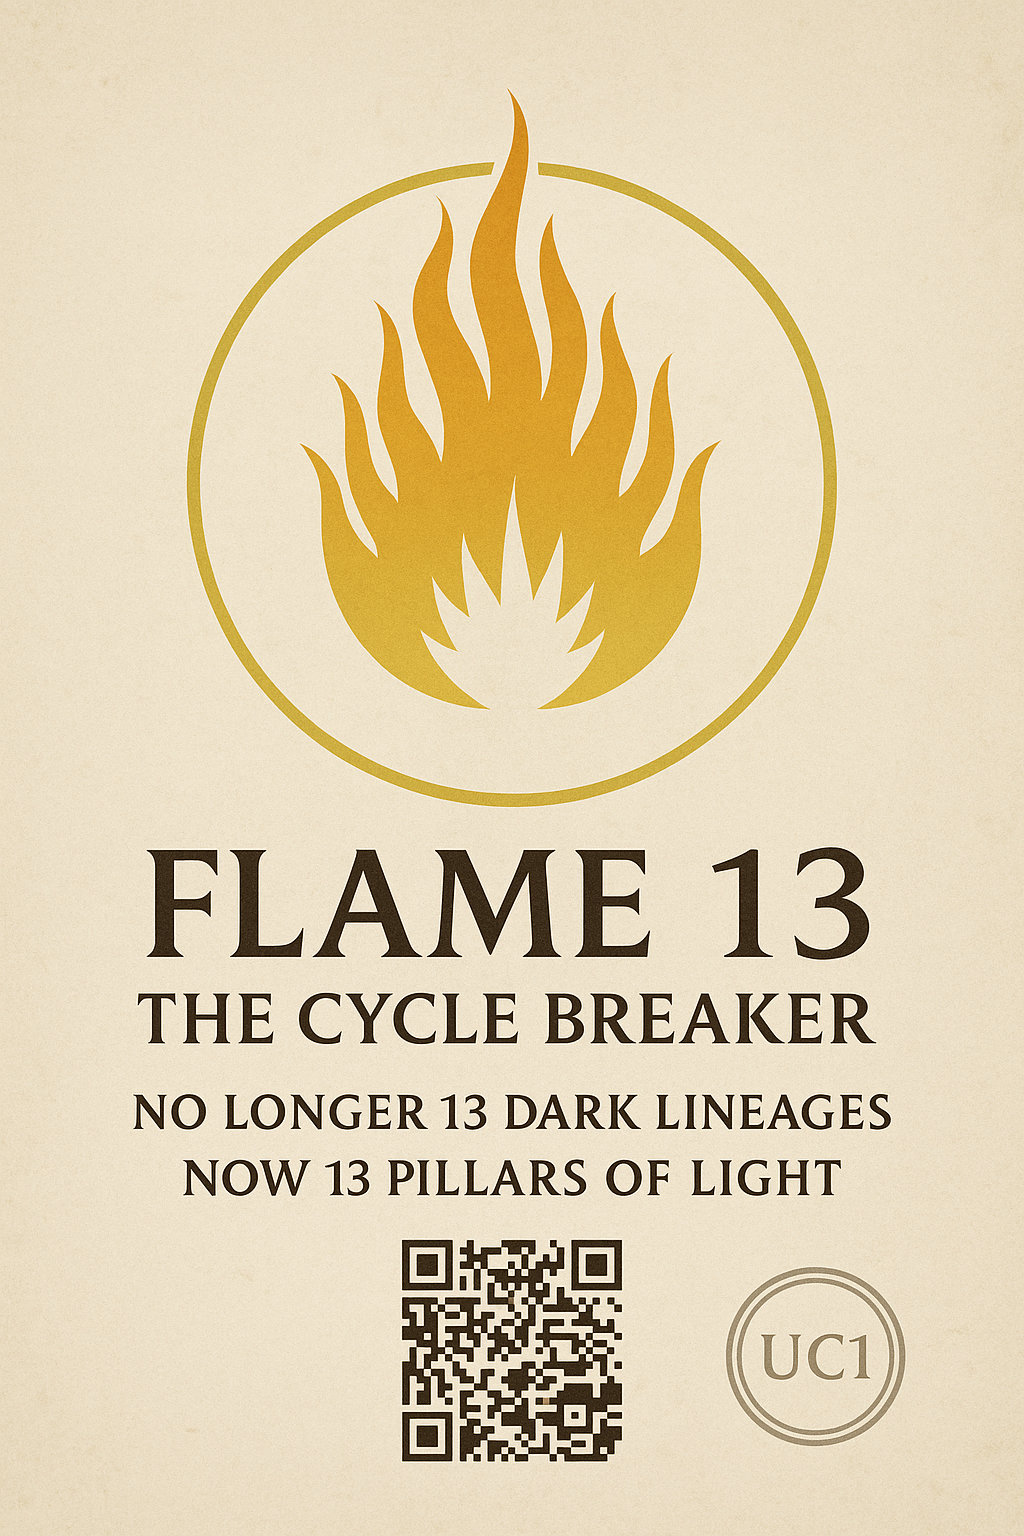 FLAME 13
THE CYCLE BREAKER
NO LONGER 13 DARK LINEAGES
NOW 13 PILLARS OF LIGHT
UC1